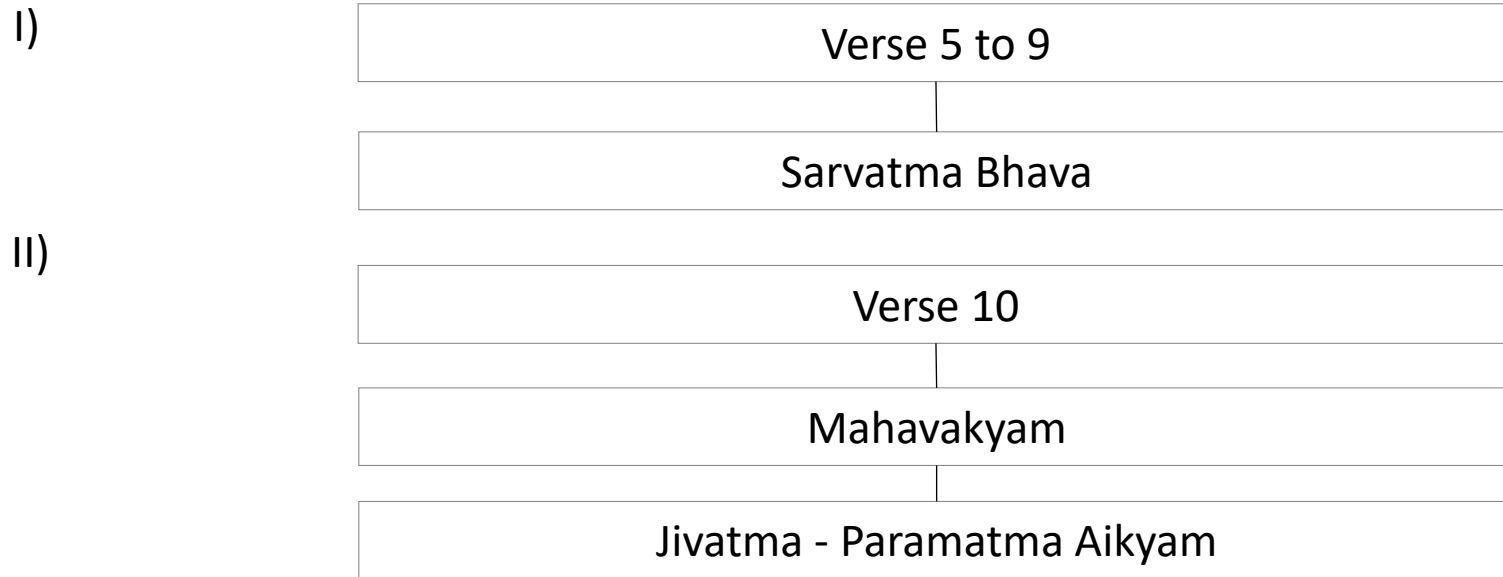 I)
Verse 5 to 9
Sarvatma Bhava
II)
Verse 10
Mahavakyam
Jivatma - Paramatma Aikyam